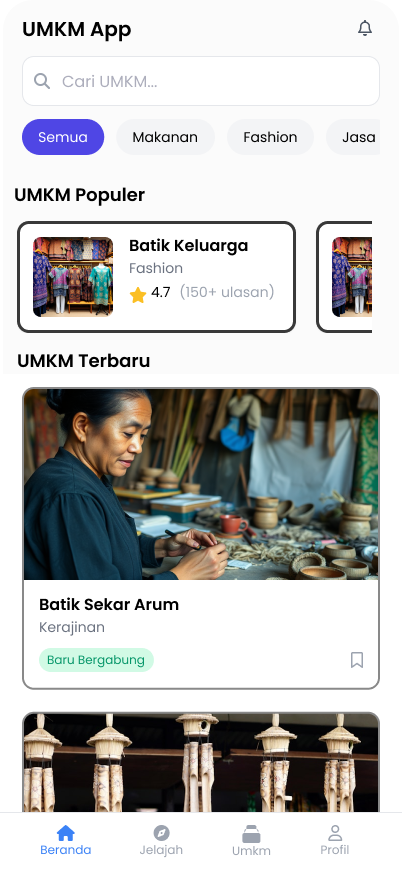 UMKM App
Cari UMKM...
Semua Makanan Fashion Jasa
UMKM Populer
Batik Keluarga
Fashion
4.7 (150+ ulasan)
UMKM Terbaru
Batik Sekar Arum
Kerajinan
Baru Bergabung
Beranda Jelajah Umkm Profil